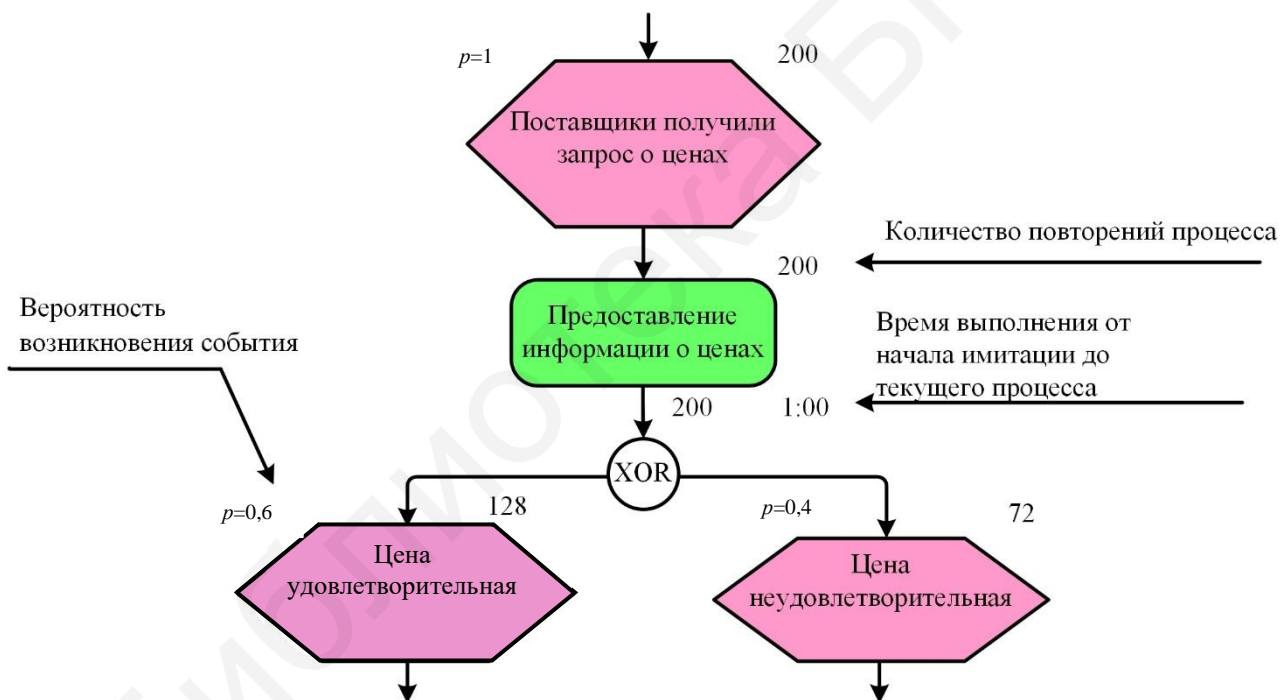 p=1
200
Поставщики получили
запрос о ценах
Количество повторений процесса
200
Вероятность
возникновения события
Предоставление
информации о ценах
Время выполнения от
начала имитации до
текущего процесса
200
1:00
XOR
p=0,6
128
p=0,4
72
Цена
удовлетворительная
Цена
неудовлетворительная
библиотека Б